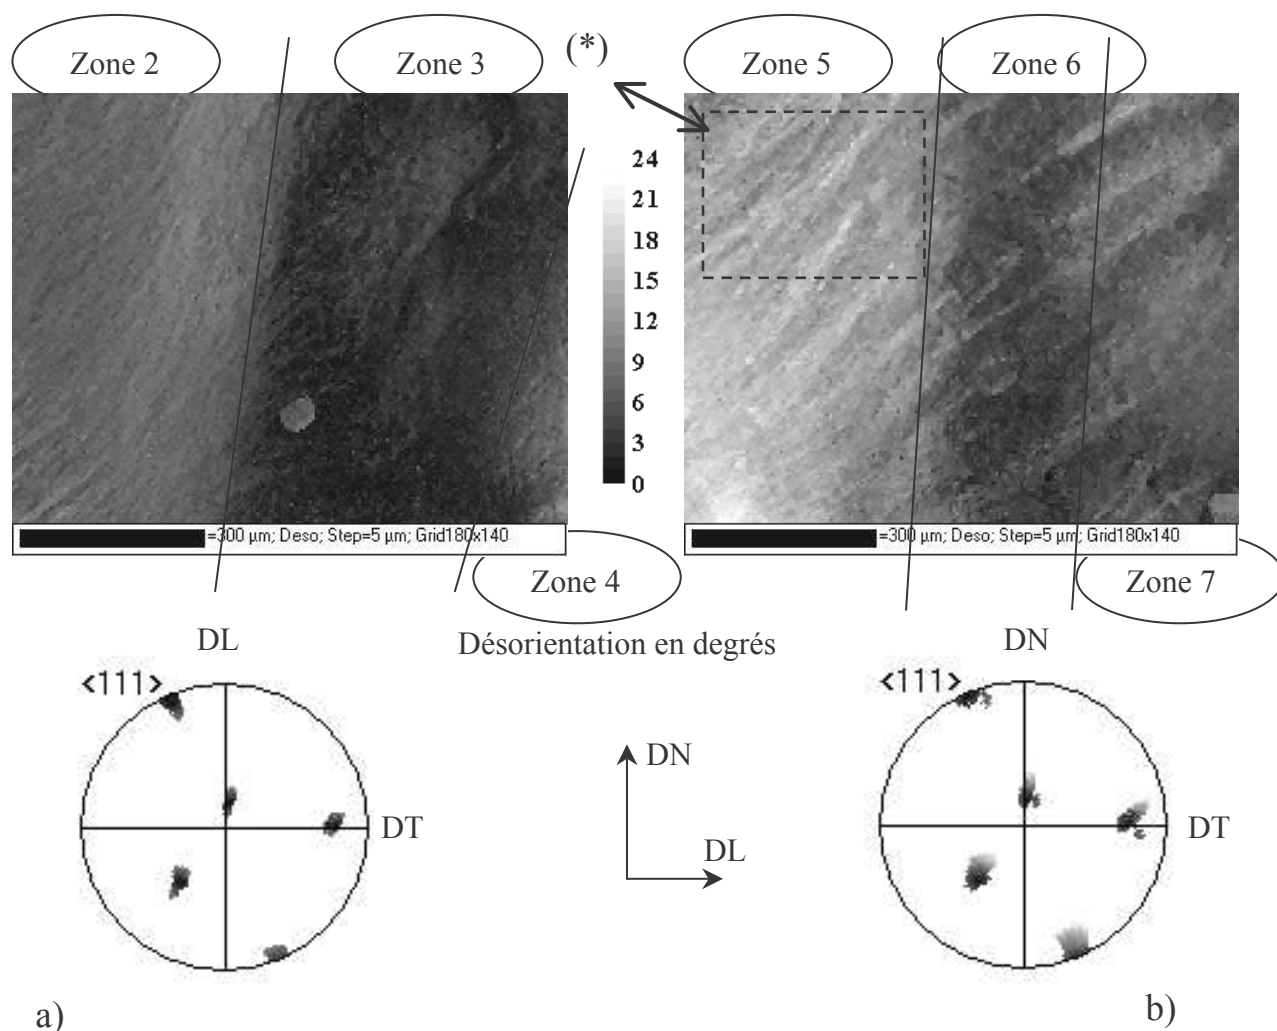 Zone 2
Zone 3
(*)
Zone 5
Zone 6
24
21
18
15
12
9
6
3
0
=300 µm; Deso; Step=5 µm; Grid180x140
=300 µm; Deso; Step=5 µm; Grid180x140
Zone 4
Zone 7
DL
Désorientation en degrés
DN
<111>
<111>
DN
DT
DT
DL
a)
b)